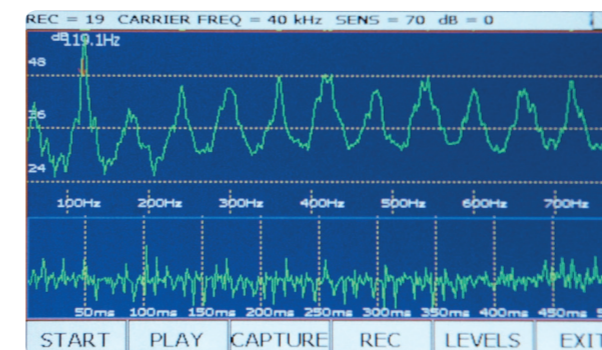 REC = 19 CARRIER FREQ = 40 kHz SENS = 70 dB = 0
dB 119.1Hz
48
36
24
100Hz 200Hz 300Hz 400Hz 500Hz 600Hz 700Hz
50ms 100ms 150ms 200ms 250ms 300ms 350ms 400ms 450ms
START PLAY CAPTURE REC LEVELS EXIT